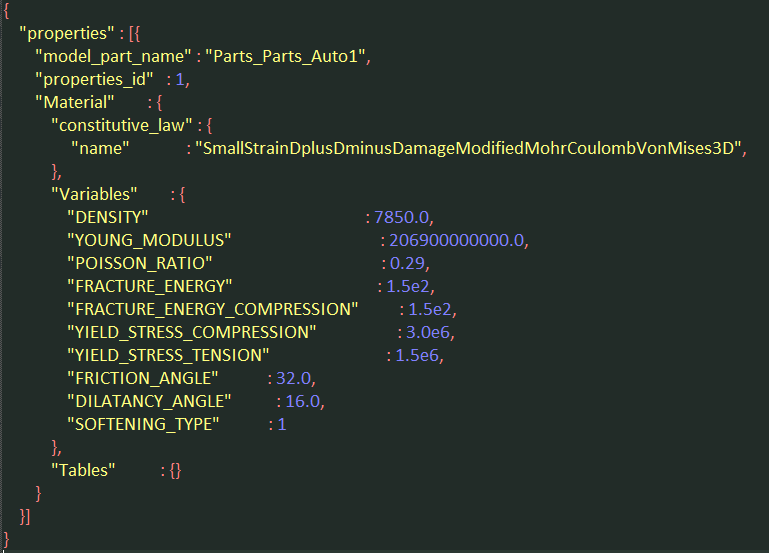 {
"properties" : [{
"model_part_name" : "Parts_Parts_Auto1",
"properties_id" : 1,
"Material" : {
"constitutive_law" : {
"name" : "SmallStrainDplusDminusDamageModifiedMohrCoulombVonMises3D",
},
"Variables" : {
"DENSITY" : 7850.0,
"YOUNG_MODULUS" : 206900000000.0,
"POISSON_RATIO" : 0.29,
"FRACTURE_ENERGY" : 1.5e2,
"FRACTURE_ENERGY_COMPRESSION" : 1.5e2,
"YIELD_STRESS_COMPRESSION" : 3.0e6,
"YIELD_STRESS_TENSION" : 1.5e6,
"FRICTION_ANGLE" : 32.0,
"DILATANCY_ANGLE" : 16.0,
"SOFTENING_TYPE" : 1
},
"Tables" : {}
}
}]
}